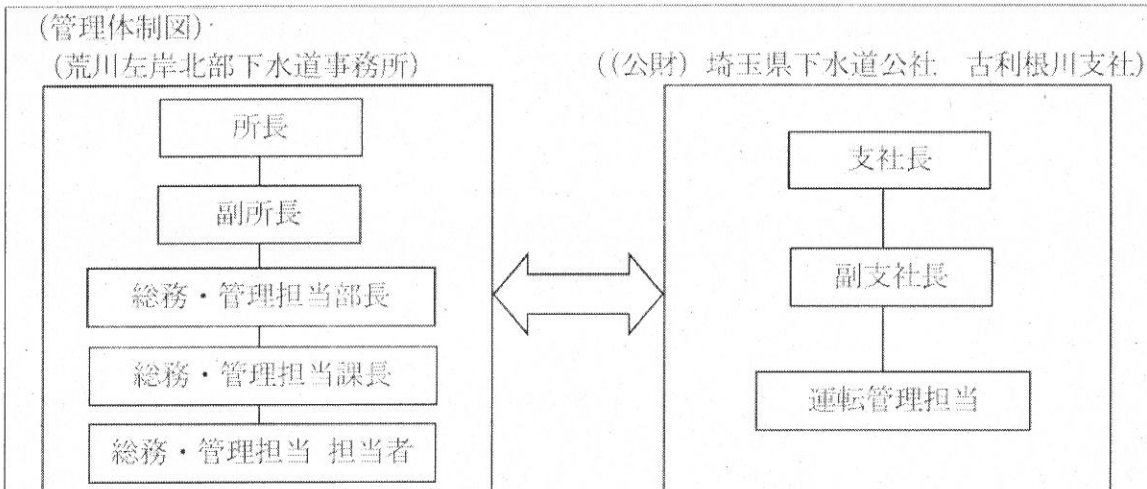 (管理体制図)
(荒川左岸北部下水道事務所)
所長
副所長
総務・管理担当部長
総務・管理担当課長
総務・管理担当 担当者
((公財) 埼玉県下水道公社 古利根川支社)
支社長
副支社長
運転管理担当